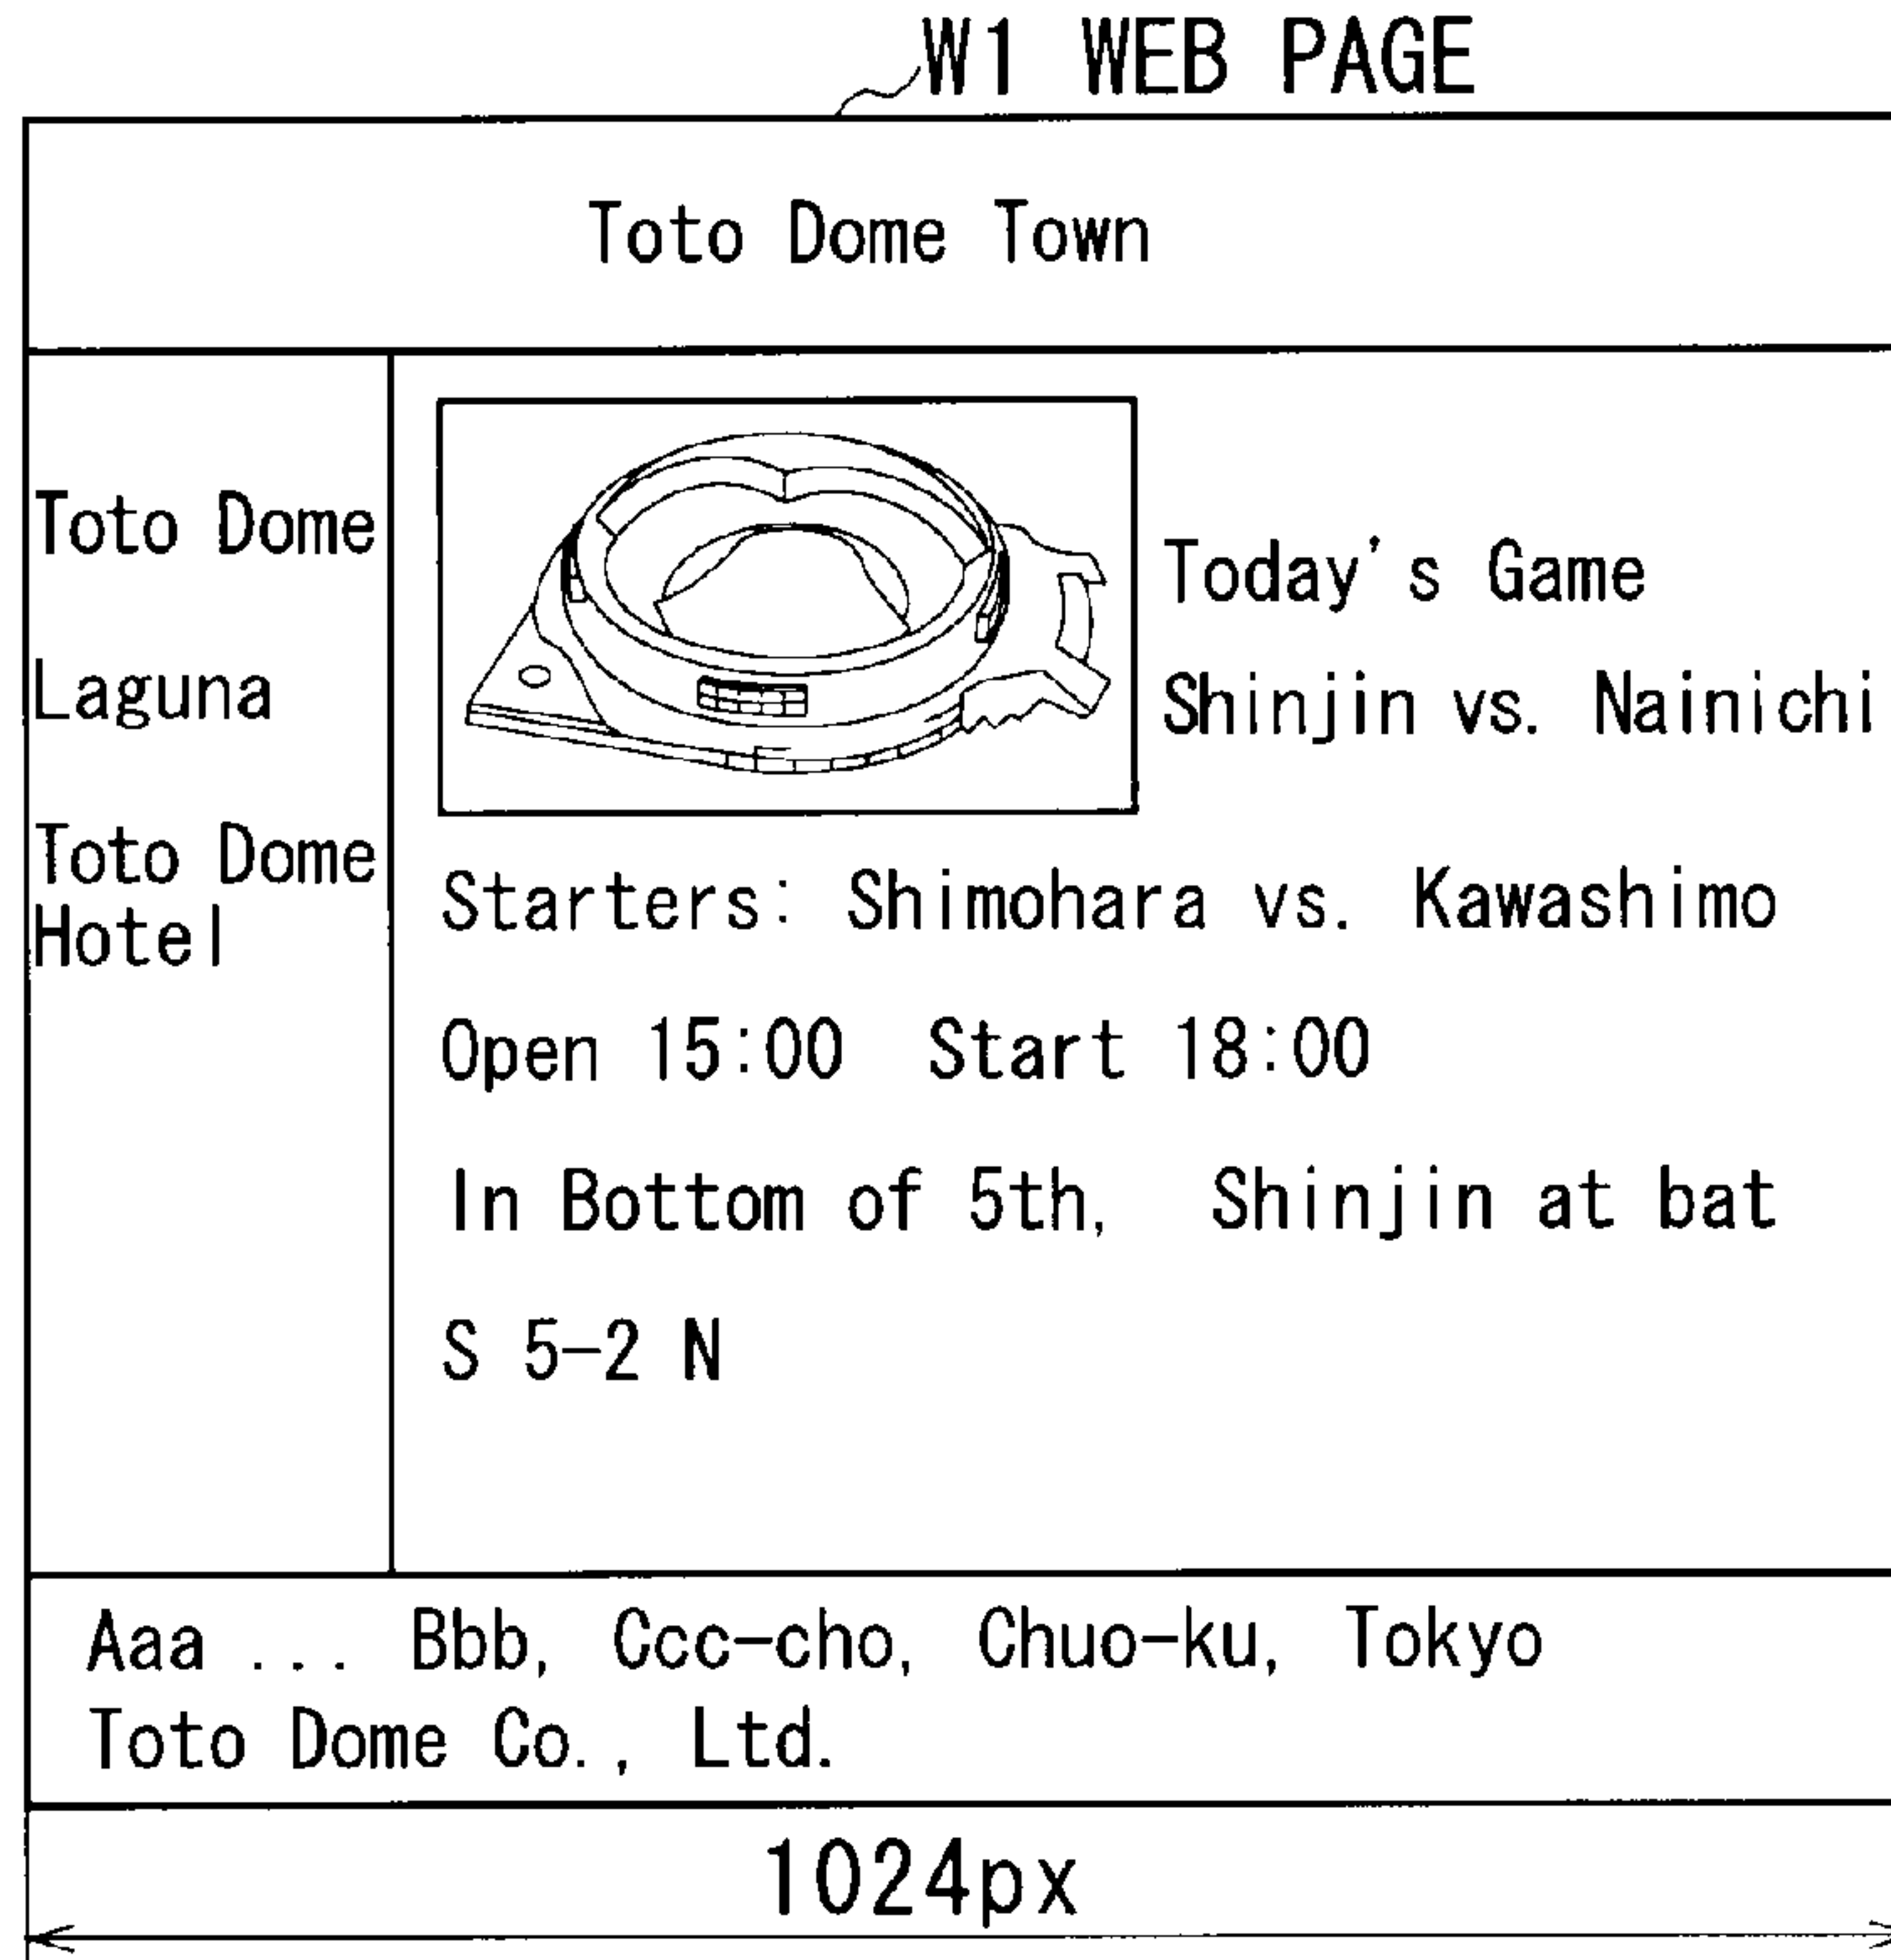 W1 WEB PAGE
Toto Dome Town
Toto Dome
Laguna
Toto Dome
Hotel
Today's Game
Shinjin vs. Nainichi
Starters: Shimohara vs. Kawashimo
Open 15:00 Start 18:00
In Bottom of 5th, Shinjin at bat
S 5-2 N
Aaa ... Bbb, Ccc-cho, Chuo-ku, Tokyo
Toto Dome Co., Ltd.
1024px